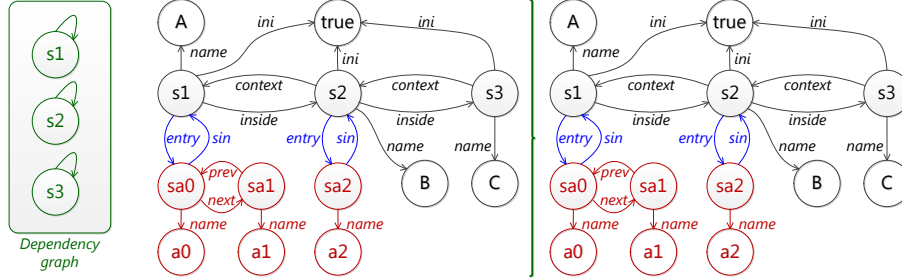 s1
s2
s3
Dependency
graph
A
true
ini
ini
name
ini
s1
context
s2
context
s3
inside
inside
entry
sin
entry
sin
name
name
sa0
prev
sa1
next
sa2
B
C
name
name
name
a0
a1
a2
A
true
ini
ini
name
ini
s1
context
s2
context
s3
inside
inside
entry
sin
entry
sin
name
name
sa0
prev
sa1
next
sa2
B
C
name
name
name
a0
a1
a2